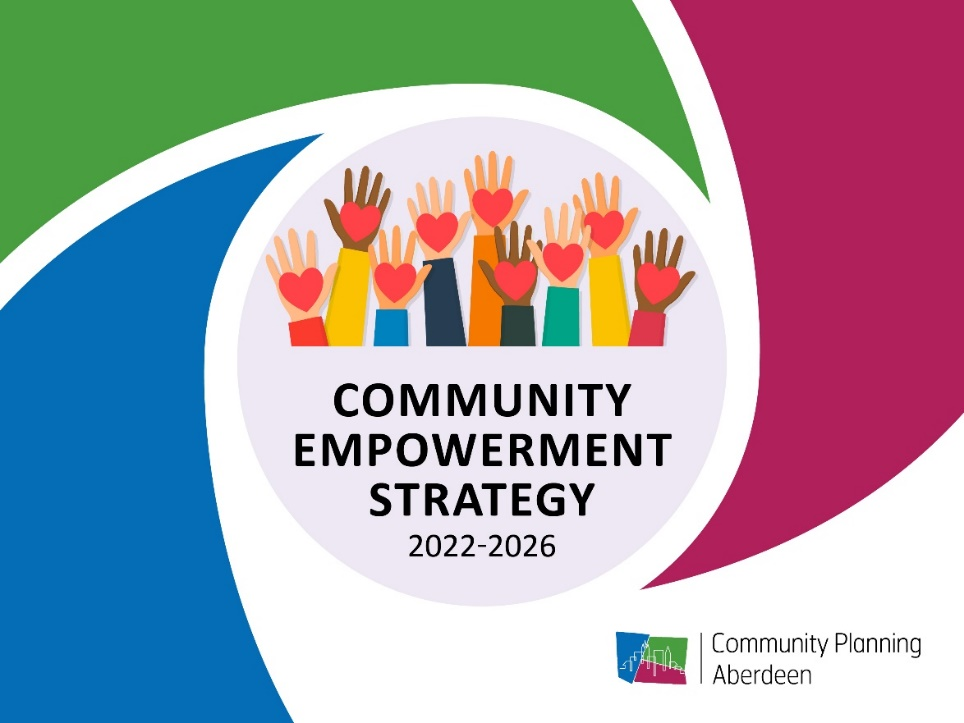 COMMUNITY
EMPOWERMENT
STRATEGY
2022-2026
Community Planning
Aberdeen